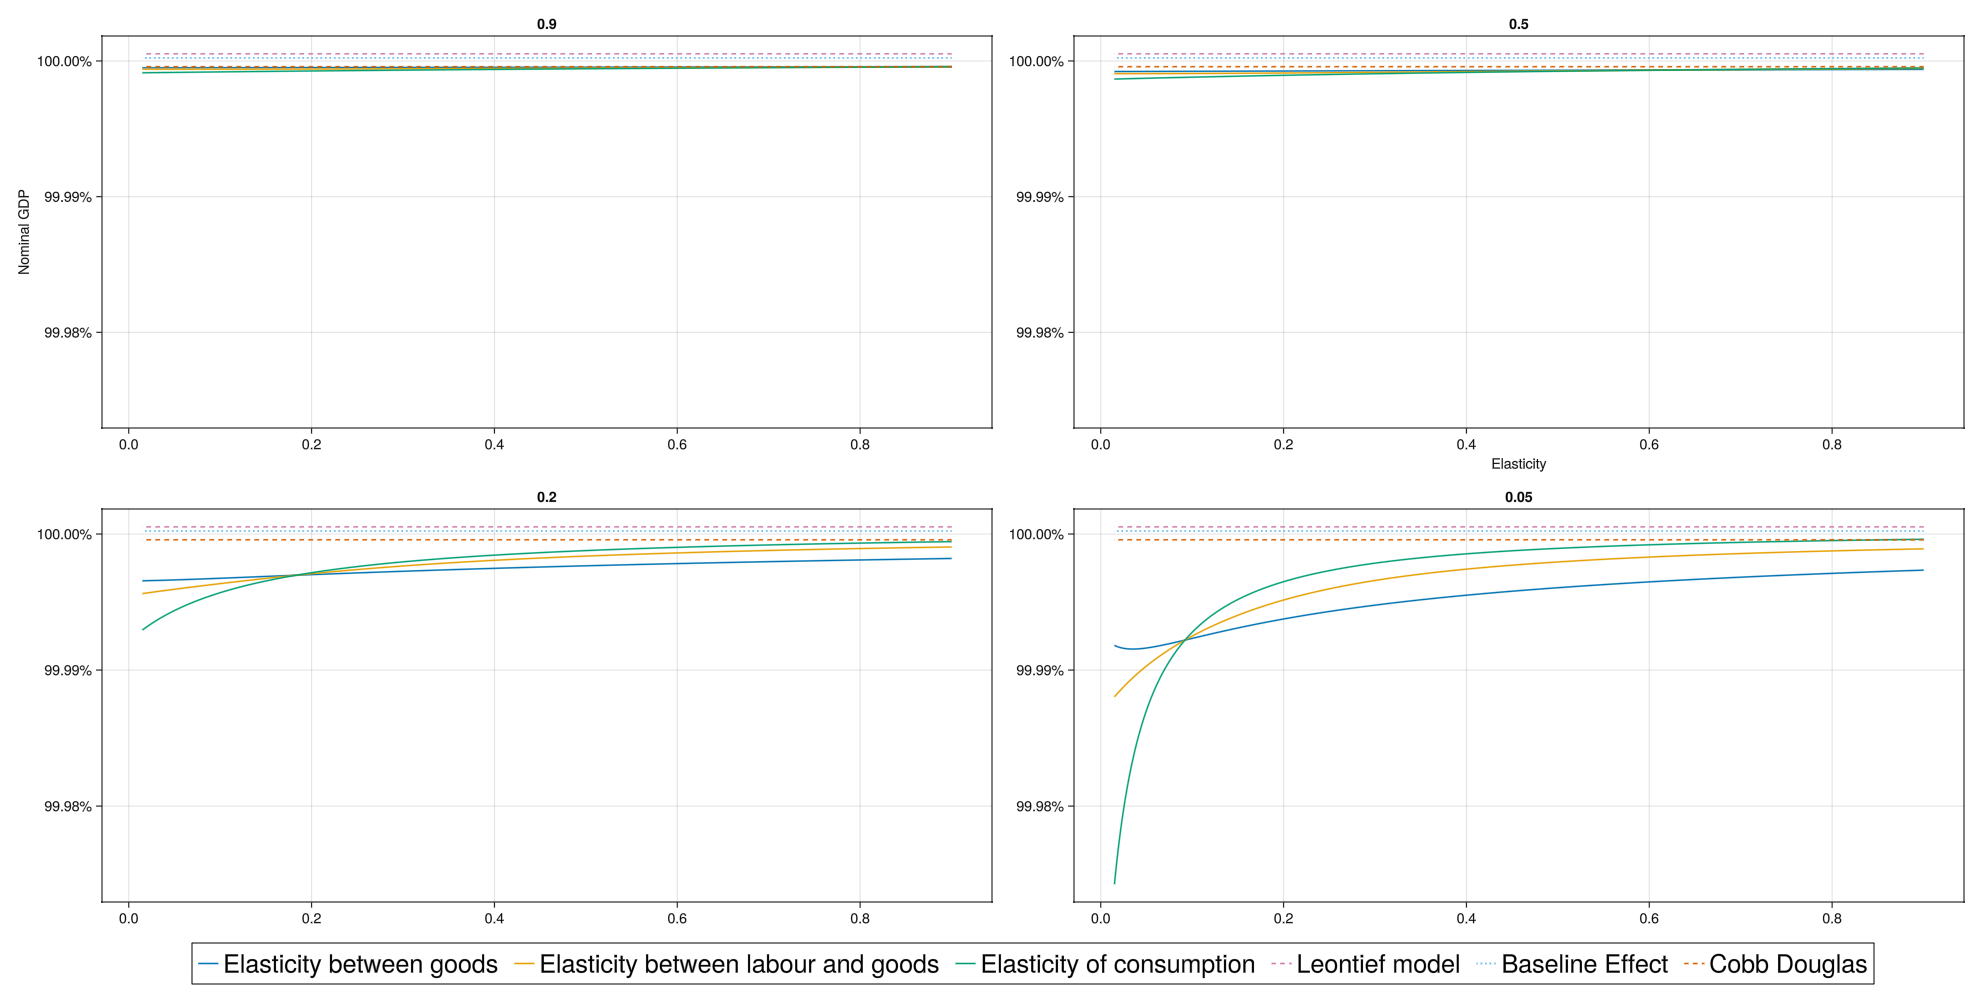 0.9
100.00%
99.99%
99.98%
Nominal GDP
0.0 0.2 0.4 0.6 0.8
0.5
100.00%
99.99%
99.98%
0.0 0.2 0.4 0.6 0.8
Elasticity
0.2
100.00%
99.99%
99.98%
0.0 0.2 0.4 0.6 0.8
0.05
100.00%
99.99%
99.98%
0.0 0.2 0.4 0.6 0.8
Elasticity between goods Elasticity between labour and goods Elasticity of consumption Leontief model Baseline Effect Cobb Douglas